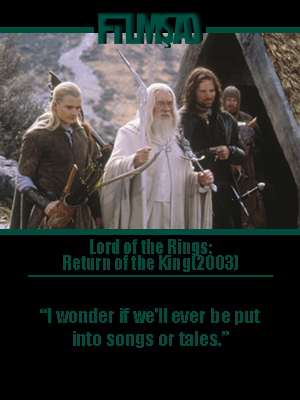 FTLMŞAD
Lord of the Rings:
Return of the King(2003)
“I wonder if we'll ever be put
into songs or tales.”